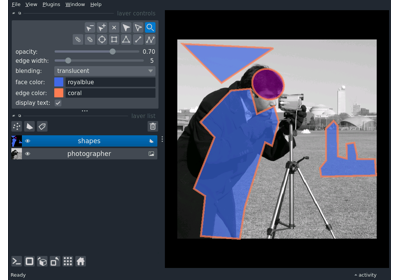 File View Plugins Window Help
layer controls
opacity: 0.70
edge width: 5
blending: translucent
face color: royalblue
edge color: coral
display text:
layer list
shapes
photographer
Ready
activity